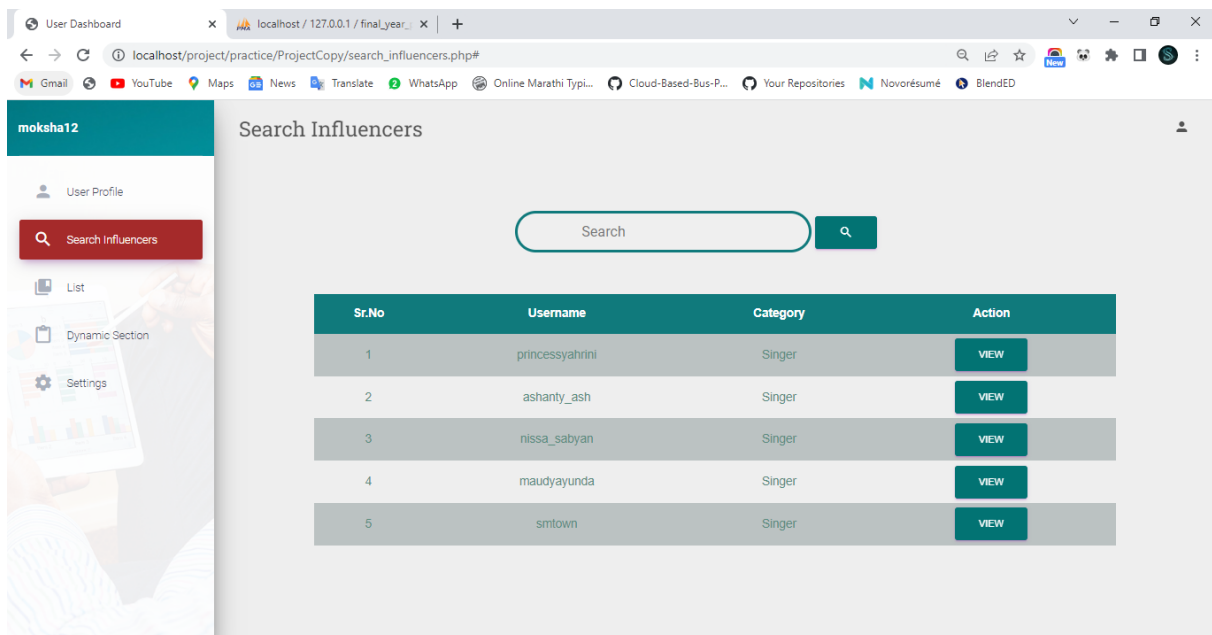 User Dashboard
localhost / 127.0.0.1 / final_year_
localhost/project/practice/ProjectCopy/search_influencers.php#
New
S
Gmail YouTube Maps News Translate 2 WhatsApp Online Marathi Typi... Cloud-Based-Bus-P... Your Repositories Novorésumé BlendED
moksha12
Search Influencers
User Profile
Search Influencers
List
Dynamic Section
Settings
Search
Sr.No Username Category Action
1 princessyahrini Singer VIEW
2 ashanty_ash Singer VIEW
3 nissa_sabyan Singer VIEW
4 maudyayunda Singer VIEW
5 smtown Singer VIEW